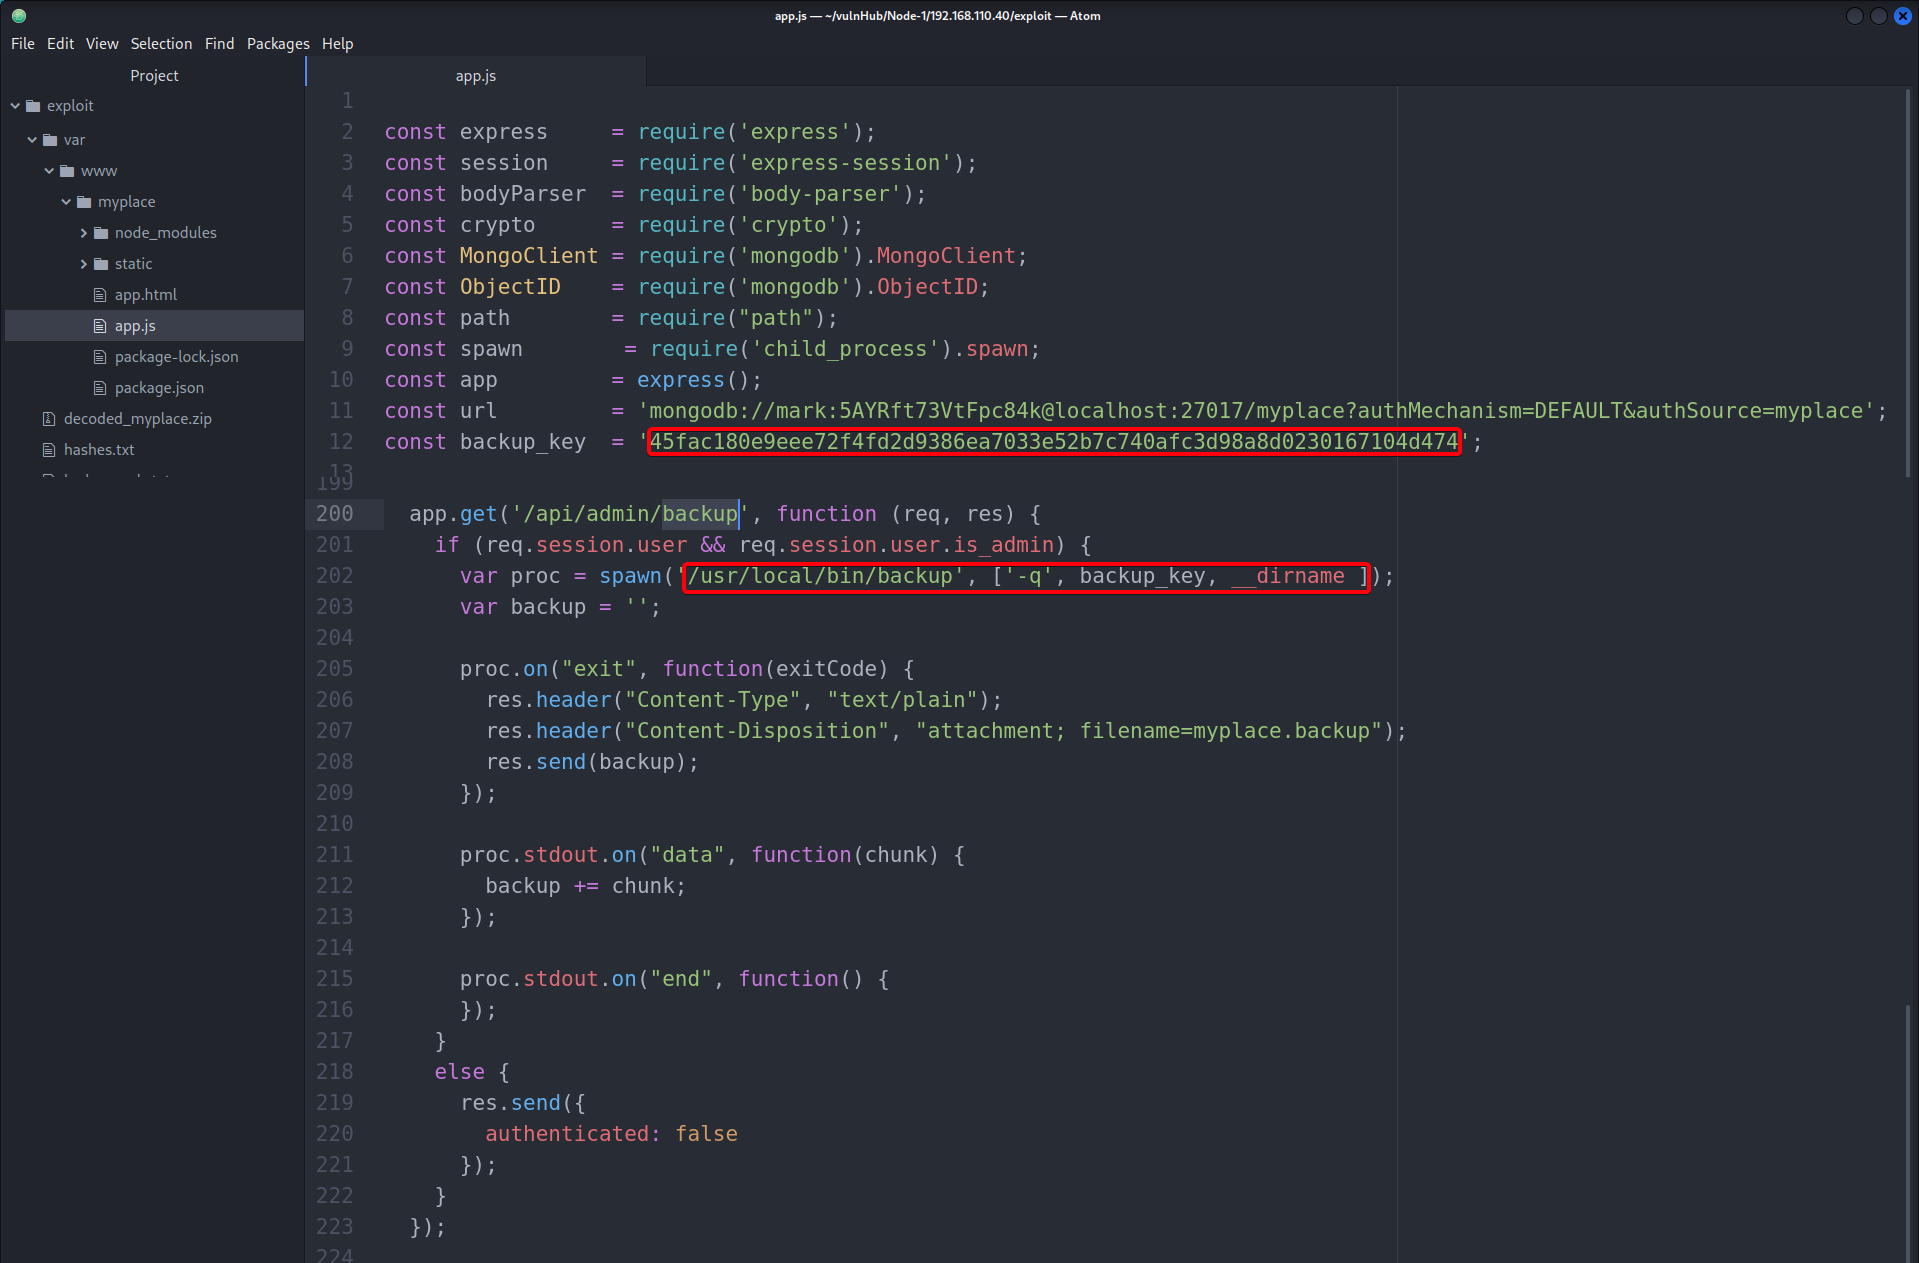 app.js — ~/vulnHub/Node-1/192.168.110.40/exploit — Atom
File Edit View Selection Find Packages Help
Project
exploit
var
www
myplace
node_modules
static
app.html
app.js
package-lock.json
package.json
decoded_myplace.zip
hashes.txt
app.js
1
2 const express     = require('express');
3 const session     = require('express-session');
4 const bodyParser  = require('body-parser');
5 const crypto      = require('crypto');
6 const MongoClient = require('mongodb').MongoClient;
7 const ObjectID    = require('mongodb').ObjectID;
8 const path        = require("path");
9 const spawn        = require('child_process').spawn;
10 const app         = express();
11 const url         = 'mongodb://mark:5AYRft73VtFpc84k@localhost:27017/myplace?authMechanism=DEFAULT&authSource=myplace';
12 const backup_key  = '45fac180e9eee72f4fd2d9386ea7033e52b7c740afc3d98a8d0230167104d474';
13
199
200   app.get('/api/admin/backup', function (req, res) {
201     if (req.session.user && req.session.user.is_admin) {
202       var proc = spawn('/usr/local/bin/backup', ['-q', backup_key, __dirname ]);
203       var backup = '';
204
205       proc.on("exit", function(exitCode) {
206         res.header("Content-Type", "text/plain");
207         res.header("Content-Disposition", "attachment; filename=myplace.backup");
208         res.send(backup);
209       });
210
211       proc.stdout.on("data", function(chunk) {
212         backup += chunk;
213       });
214
215       proc.stdout.on("end", function() {
216       });
217     }
218     else {
219       res.send({
220         authenticated: false
221       });
222     }
223   });
224